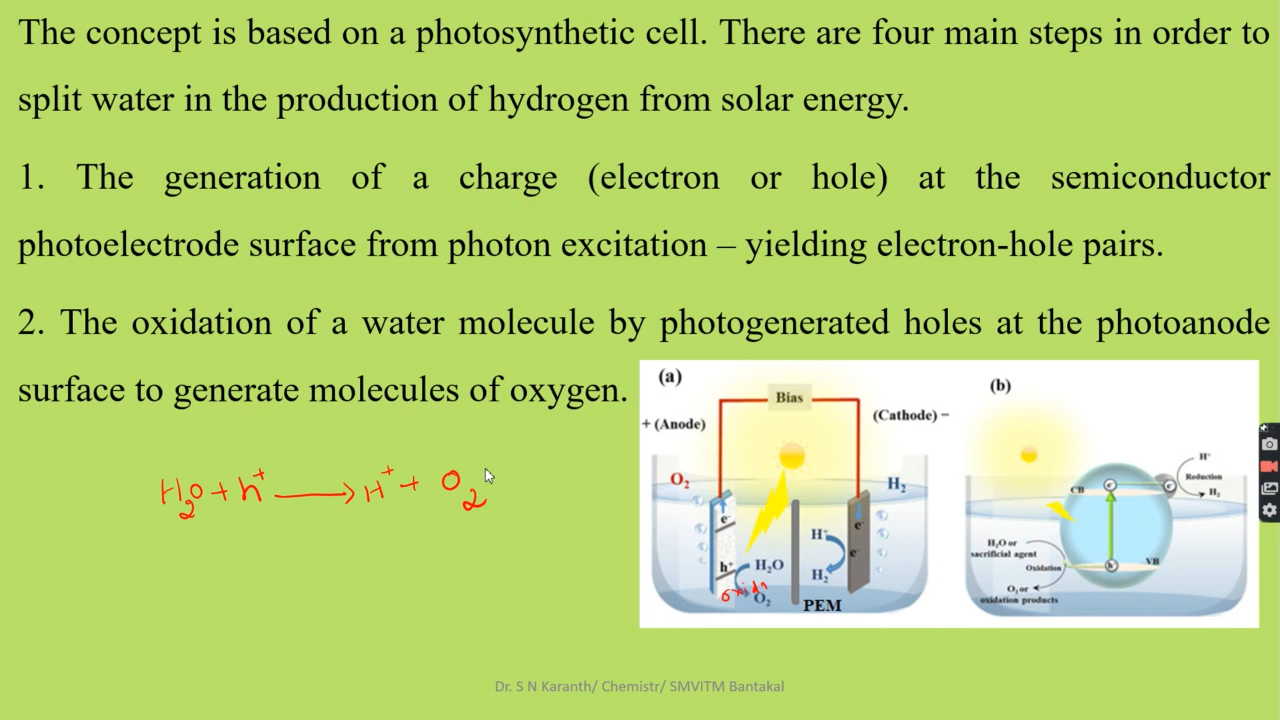 The concept is based on a photosynthetic cell. There are four main steps in order to
split water in the production of hydrogen from solar energy.
1. The generation of a charge (electron or hole) at the semiconductor
photoelectrode surface from photon excitation – yielding electron-hole pairs.
2. The oxidation of a water molecule by photogenerated holes at the photoanode
surface to generate molecules of oxygen.
H₂O + h⁺ ⟶ H⁺ + O₂
(a)
Bias
+ (Anode)
(Cathode) −
O₂
H₂
e⁻
e⁻
H⁺
e⁻
h⁺
H₂O
H₂
oxida
O₂
PEM
(b)
H⁺
CB
e⁻
e⁻
Reduction
H₂
H₂O or
sacrificial agent
Oxidation
h⁺
VB
O₂ or
oxidation products
Dr. S N Karanth/ Chemistr/ SMVITM Bantakal